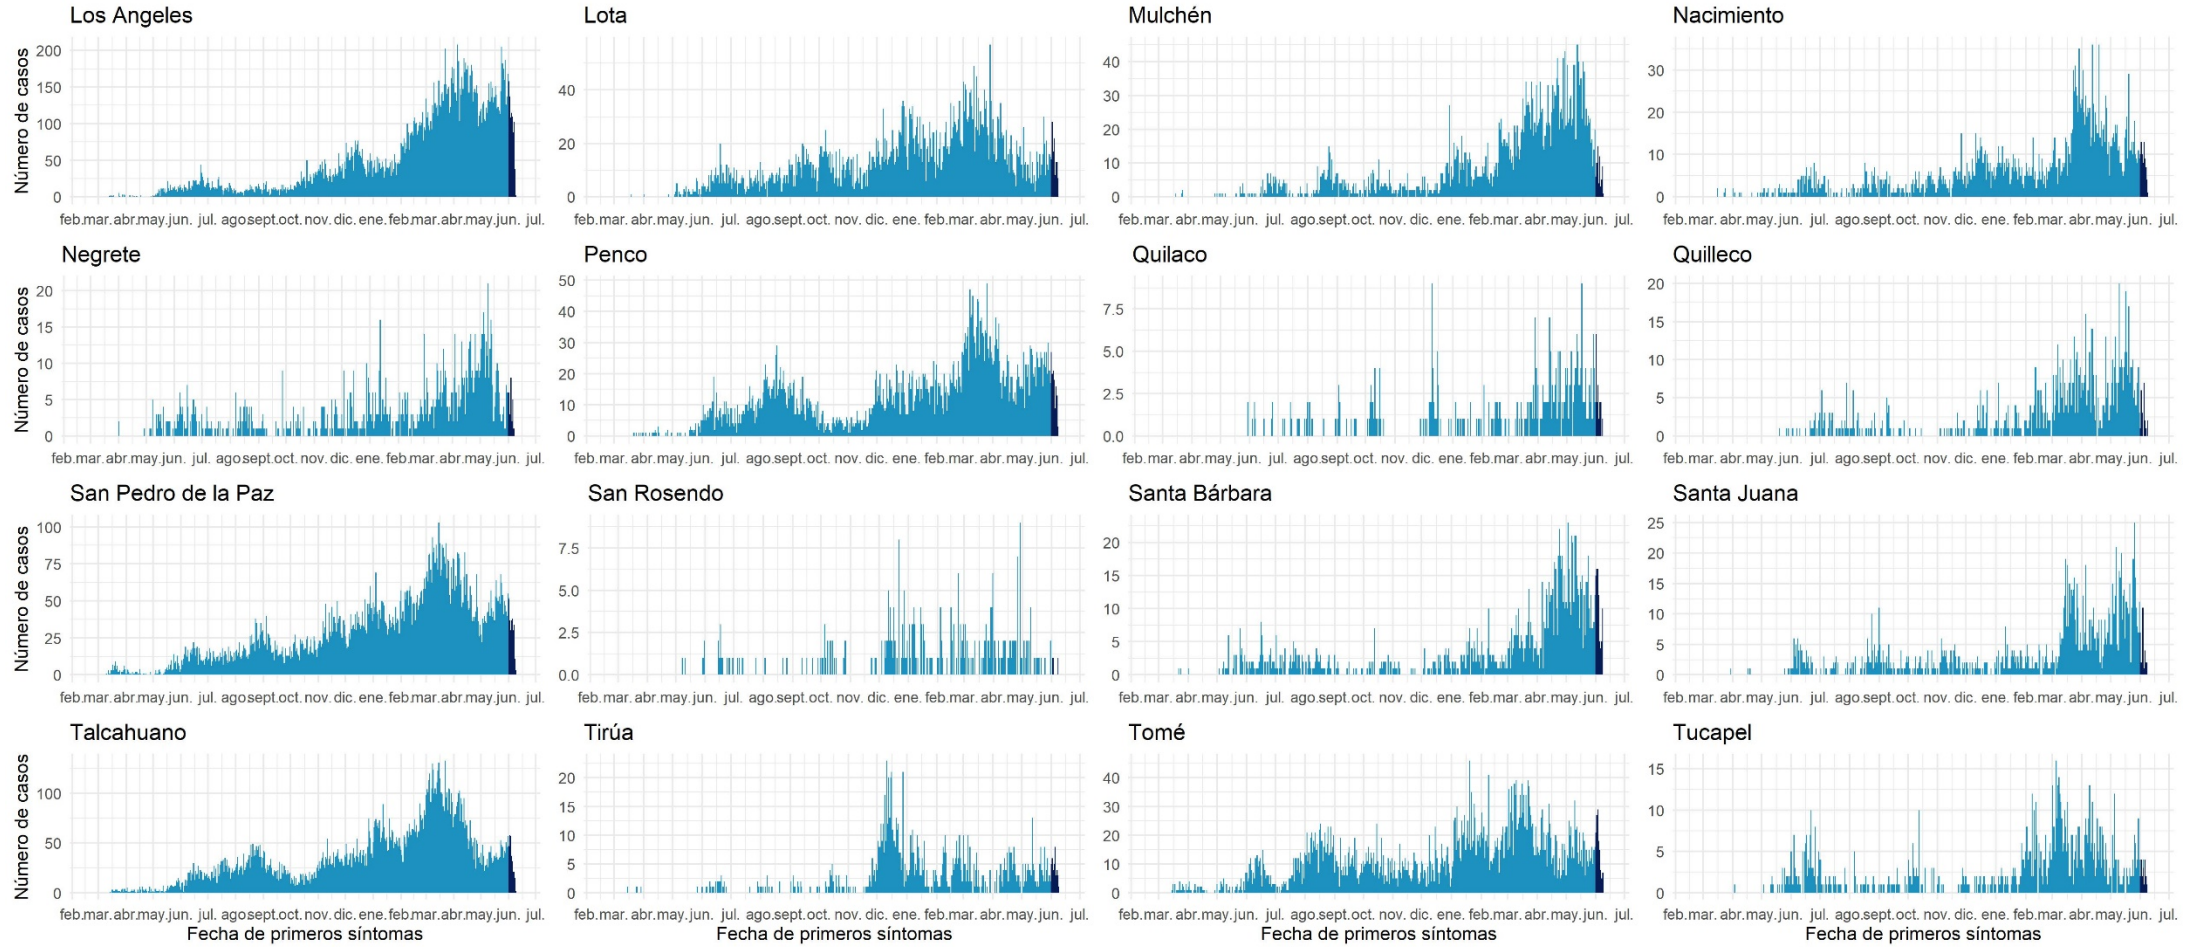 Los Angeles
Lota
Mulchén
Nacimiento
Número de casos
200
150
100
50
0
40
20
0
40
30
20
10
0
30
20
10
0
feb. mar. abr. may. jun. jul. ago. sept. oct. nov. dic. ene. feb. mar. abr. may. jun. jul.
feb. mar. abr. may. jun. jul. ago. sept. oct. nov. dic. ene. feb. mar. abr. may. jun. jul.
feb. mar. abr. may. jun. jul. ago. sept. oct. nov. dic. ene. feb. mar. abr. may. jun. jul.
feb. mar. abr. may. jun. jul. ago. sept. oct. nov. dic. ene. feb. mar. abr. may. jun. jul.
Negrete
Penco
Quilaco
Quilleco
Número de casos
20
15
10
5
0
50
40
30
20
10
0
7.5
5.0
2.5
0.0
20
15
10
5
0
feb. mar. abr. may. jun. jul. ago. sept. oct. nov. dic. ene. feb. mar. abr. may. jun. jul.
feb. mar. abr. may. jun. jul. ago. sept. oct. nov. dic. ene. feb. mar. abr. may. jun. jul.
feb. mar. abr. may. jun. jul. ago. sept. oct. nov. dic. ene. feb. mar. abr. may. jun. jul.
feb. mar. abr. may. jun. jul. ago. sept. oct. nov. dic. ene. feb. mar. abr. may. jun. jul.
San Pedro de la Paz
San Rosendo
Santa Bárbara
Santa Juana
Número de casos
100
75
50
25
0
7.5
5.0
2.5
0.0
20
15
10
5
0
25
20
15
10
5
0
feb. mar. abr. may. jun. jul. ago. sept. oct. nov. dic. ene. feb. mar. abr. may. jun. jul.
feb. mar. abr. may. jun. jul. ago. sept. oct. nov. dic. ene. feb. mar. abr. may. jun. jul.
feb. mar. abr. may. jun. jul. ago. sept. oct. nov. dic. ene. feb. mar. abr. may. jun. jul.
feb. mar. abr. may. jun. jul. ago. sept. oct. nov. dic. ene. feb. mar. abr. may. jun. jul.
Talcahuano
Tirúa
Tomé
Tucapel
Número de casos
100
50
0
20
15
10
5
0
40
30
20
10
0
15
10
5
0
feb. mar. abr. may. jun. jul. ago. sept. oct. nov. dic. ene. feb. mar. abr. may. jun. jul.
feb. mar. abr. may. jun. jul. ago. sept. oct. nov. dic. ene. feb. mar. abr. may. jun. jul.
feb. mar. abr. may. jun. jul. ago. sept. oct. nov. dic. ene. feb. mar. abr. may. jun. jul.
feb. mar. abr. may. jun. jul. ago. sept. oct. nov. dic. ene. feb. mar. abr. may. jun. jul.
Fecha de primeros síntomas
Fecha de primeros síntomas
Fecha de primeros síntomas
Fecha de primeros síntomas